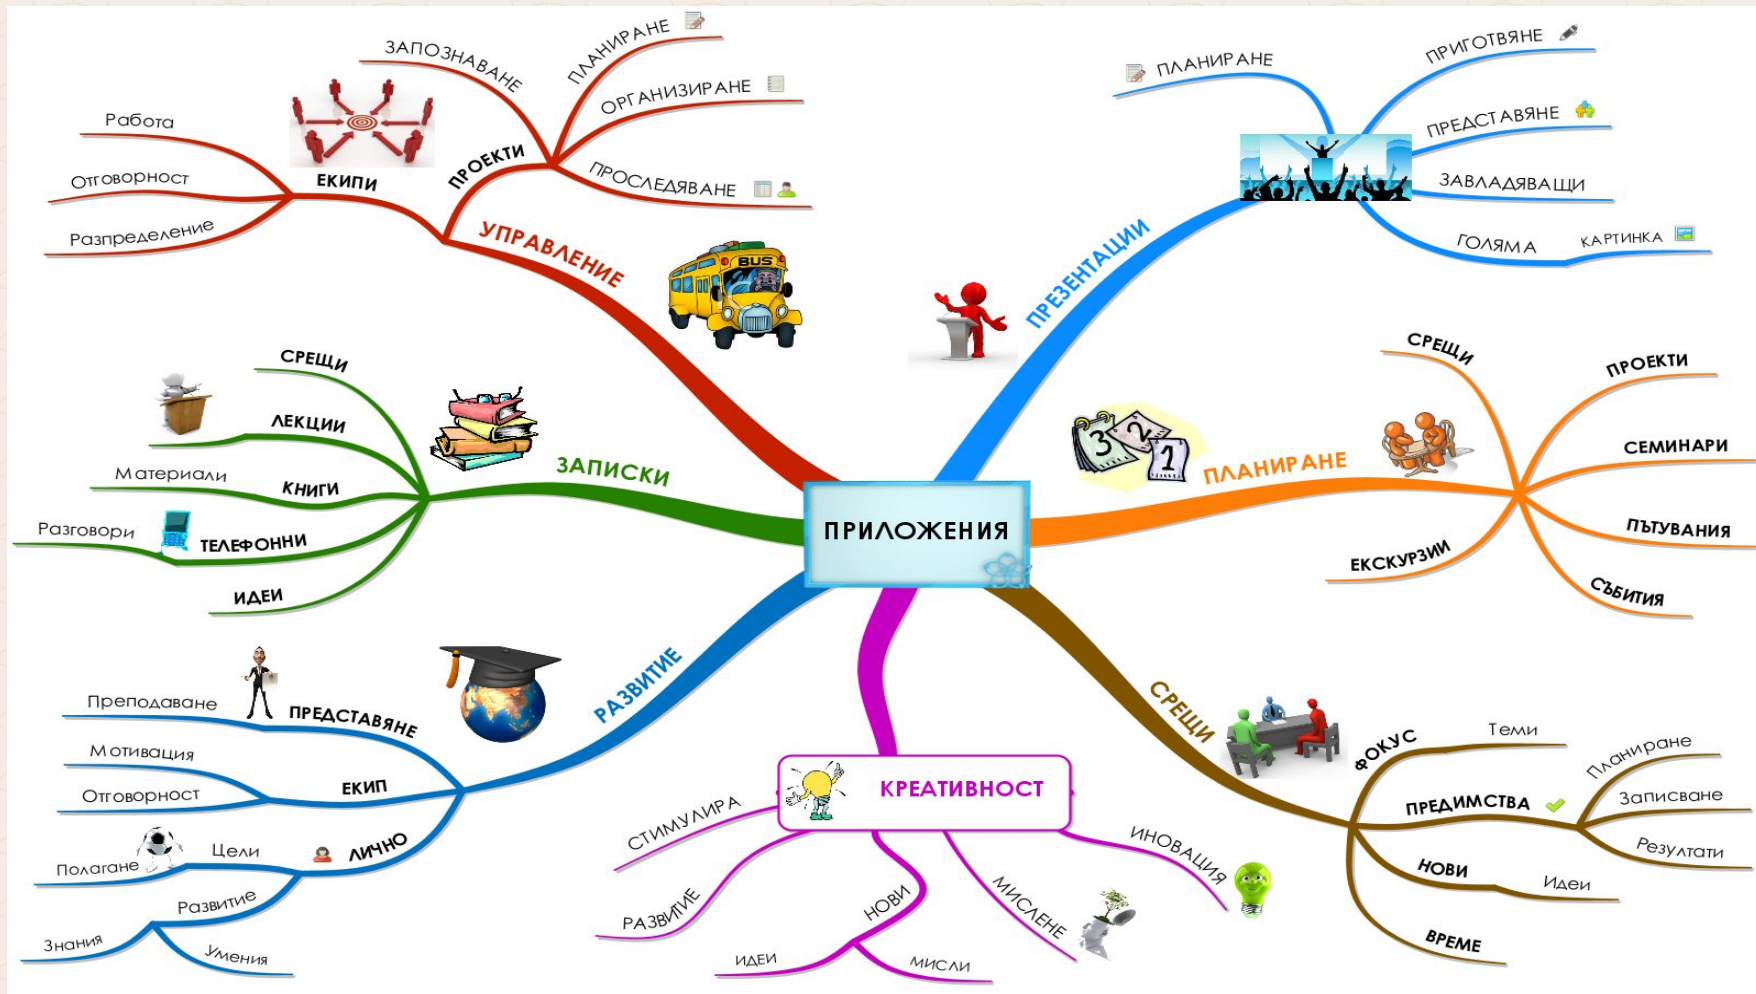 ПРИЛОЖЕНИЯ
УПРАВЛЕНИЕ
ЕКИПИ
Работа
Отговорност
Разпределение
ПРОЕКТИ
ЗАПОЗНАВАНЕ
ПЛАНИРАНЕ
ОРГАНИЗИРАНЕ
ПРОСЛЕДЯВАНЕ
BUS
ПРЕЗЕНТАЦИИ
ПЛАНИРАНЕ
ПРИГОТВЯНЕ
ПРЕДСТАВЯНЕ
ЗАВЛАДЯВАЩИ
ГОЛЯМА
КАРТИНКА
ПЛАНИРАНЕ
3
2
1
СРЕЩИ
ПРОЕКТИ
СЕМИНАРИ
ПЪТУВАНИЯ
СЪБИТИЯ
ЕКСКУРЗИИ
ЗАПИСКИ
СРЕЩИ
ЛЕКЦИИ
КНИГИ
Материали
ТЕЛЕФОННИ
Разговори
ИДЕИ
РАЗВИТИЕ
ПРЕДСТАВЯНЕ
Преподаване
ЕКИП
Мотивация
Отговорност
ЛИЧНО
Цели
Полагане
Развитие
Знания
Умения
КРЕАТИВНОСТ
СТИМУЛИРА
РАЗВИТИЕ
НОВИ
ИДЕИ
МИСЛИ
МИСЛЕНЕ
ИНОВАЦИЯ
СРЕЩИ
ФОКУС
Теми
ПРЕДИМСТВА
Планиране
Записване
Резултати
НОВИ
Идеи
ВРЕМЕ